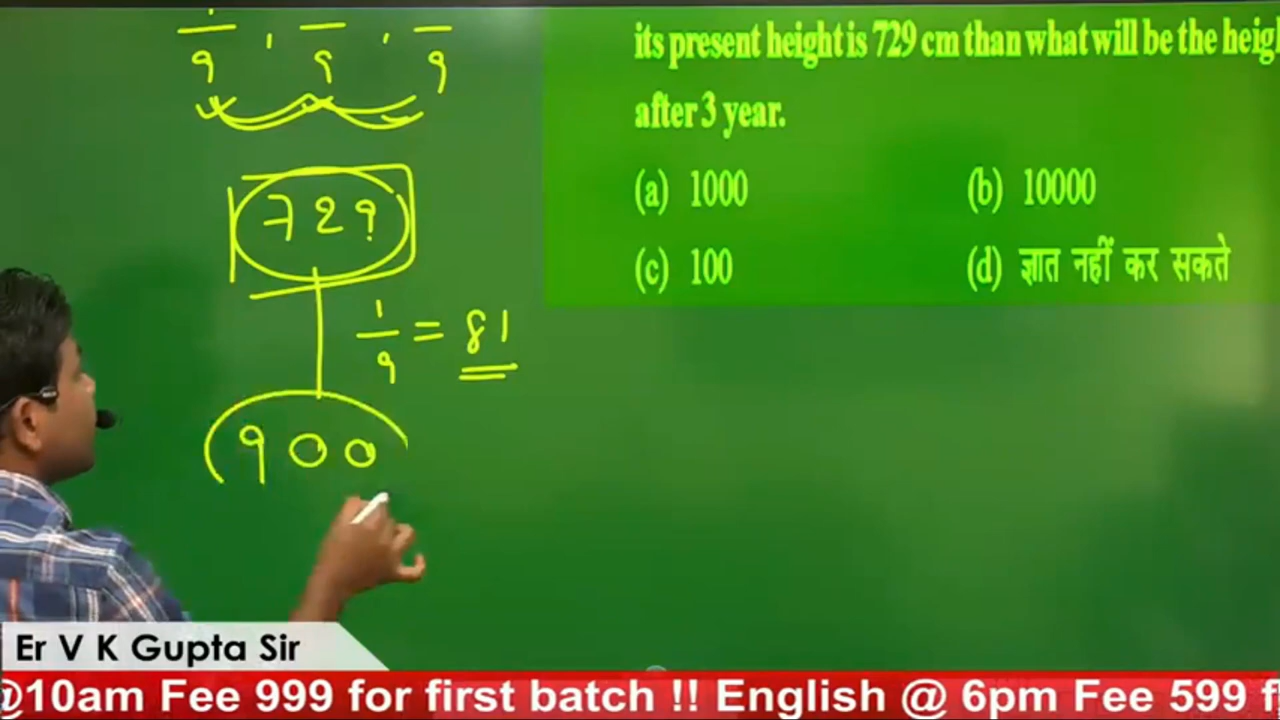 9 , 9 , 9
its present height is 729 cm than what will be the heig
after 3 year.
(a) 1000 (b) 10000
(c) 100 (d) ज्ञात नहीं कर सकते
729
1/9 = 81
900
Er V K Gupta Sir
@10am Fee 999 for first batch !! English @ 6pm Fee 599 f